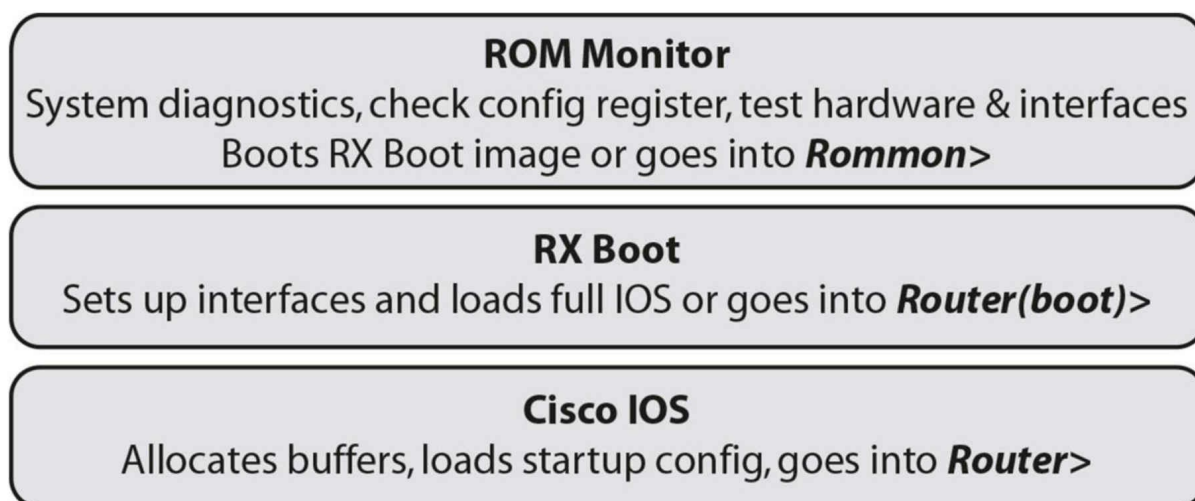 ROM Monitor
System diagnostics, check config register, test hardware & interfaces
Boots RX Boot image or goes into Rommon>
RX Boot
Sets up interfaces and loads full IOS or goes into Router(boot)>
Cisco IOS
Allocates buffers, loads startup config, goes into Router>